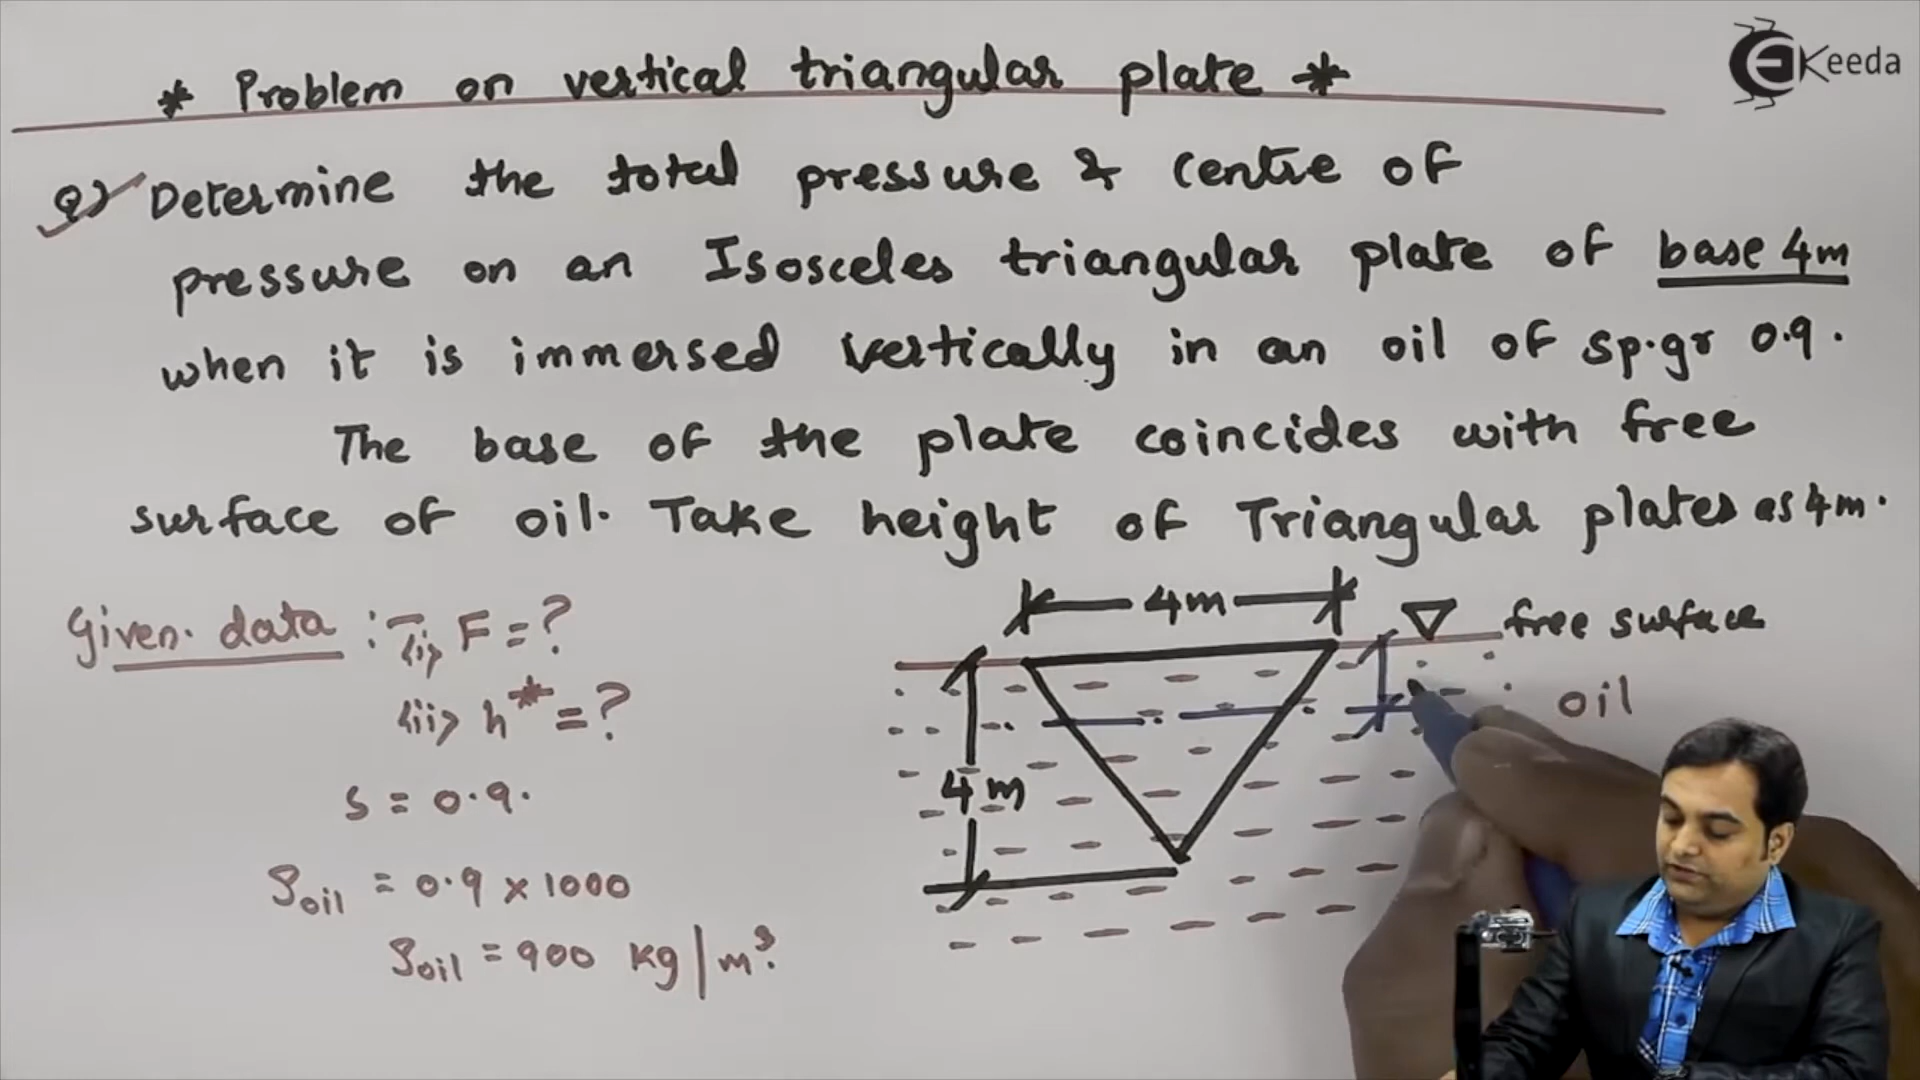 EKeeda
* Problem on vertical triangular plate *
Q) Determine the total pressure & centre of
pressure on an Isosceles triangular plate of base 4m
when it is immersed vertically in an oil of sp.gr 0.9.
The base of the plate coincides with free
surface of oil. Take height of Triangular plates as 4m.
Given data :- (i) F = ?
(ii) h* = ?
S = 0.9.
ρoil = 0.9 × 1000
ρoil = 900 kg/m³.
4m
free surface
oil
4m